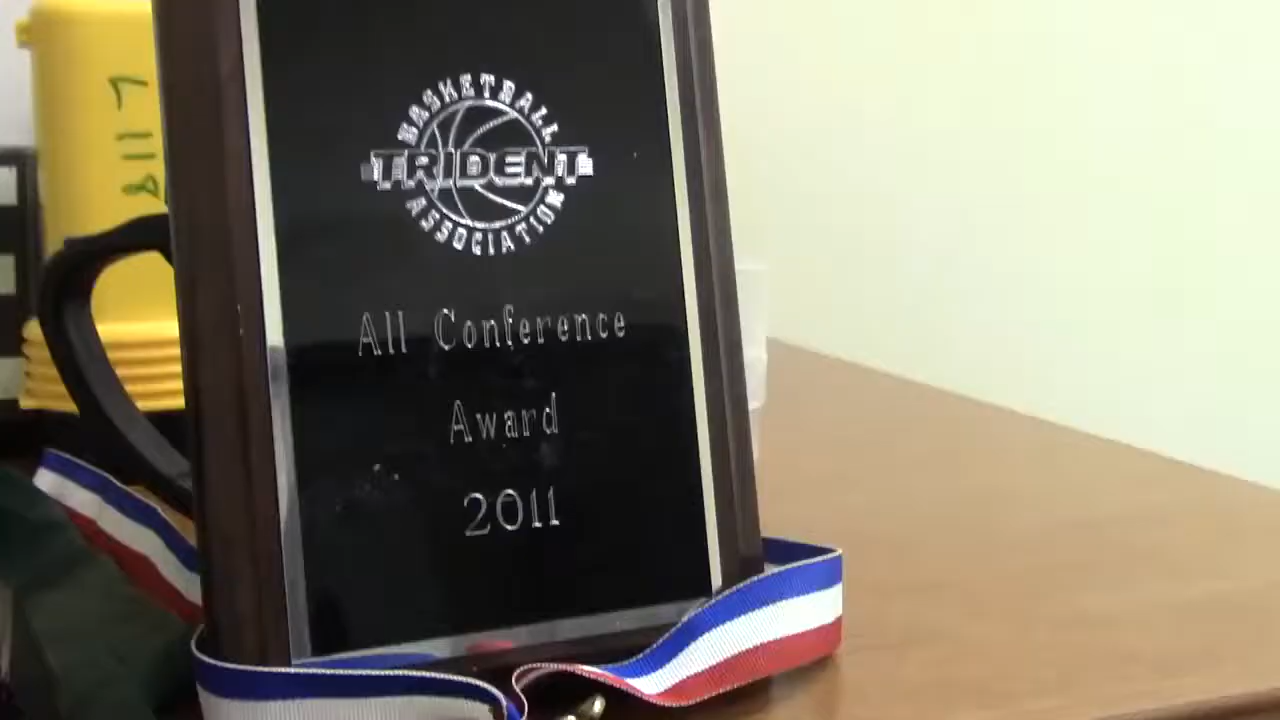 BASKETBALL
TRIDENT
ASSOCIATION
All Conference
Award
2011